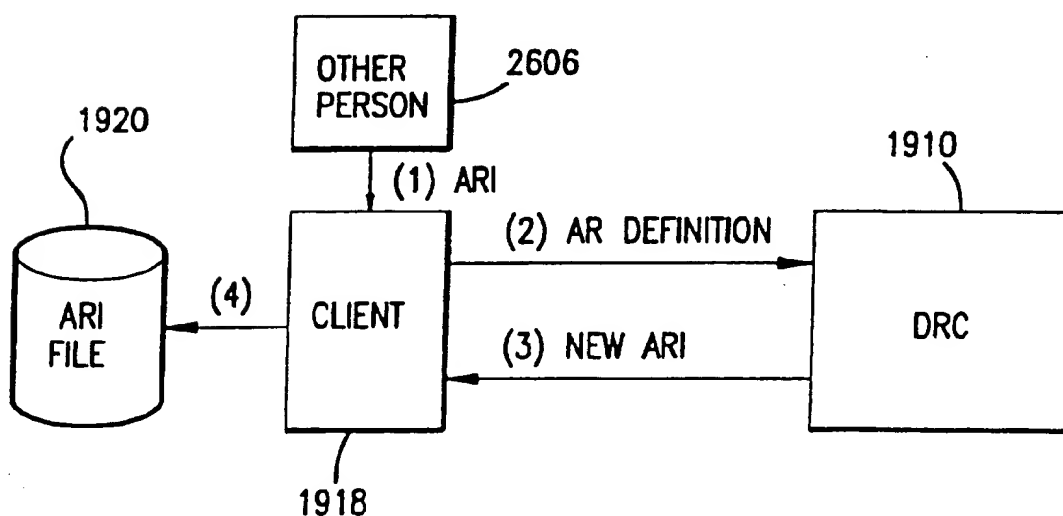 OTHER
PERSON
2606
1920
1910
(1) ARI
(2) AR DEFINITION
ARI
FILE
(4)
CLIENT
DRC
(3) NEW ARI
1918